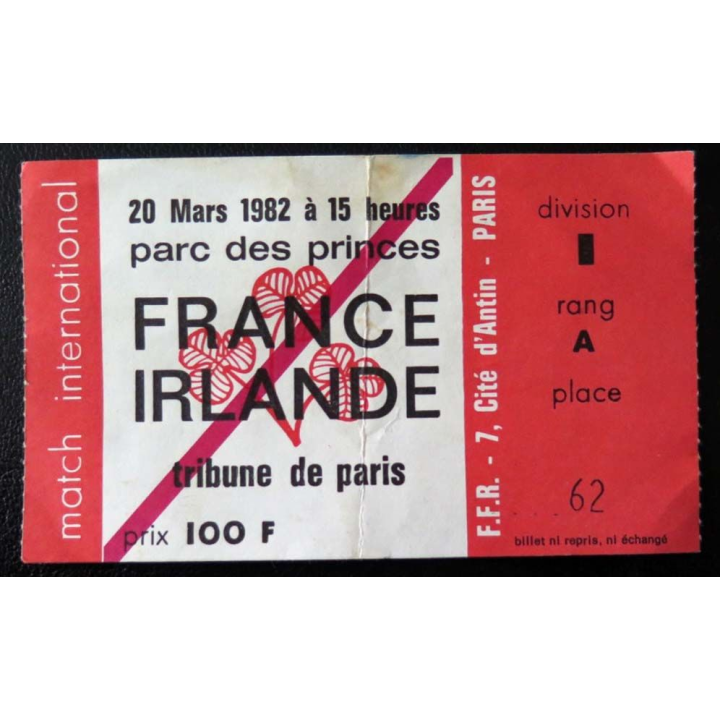 match international
20 Mars 1982 à 15 heures
parc des princes
FRANCE
IRLANDE
tribune de paris
prix 100 F
F.F.R. - 7, Cité d'Antin - PARIS
division
rang
A
place
62
billet ni repris, ni échangé